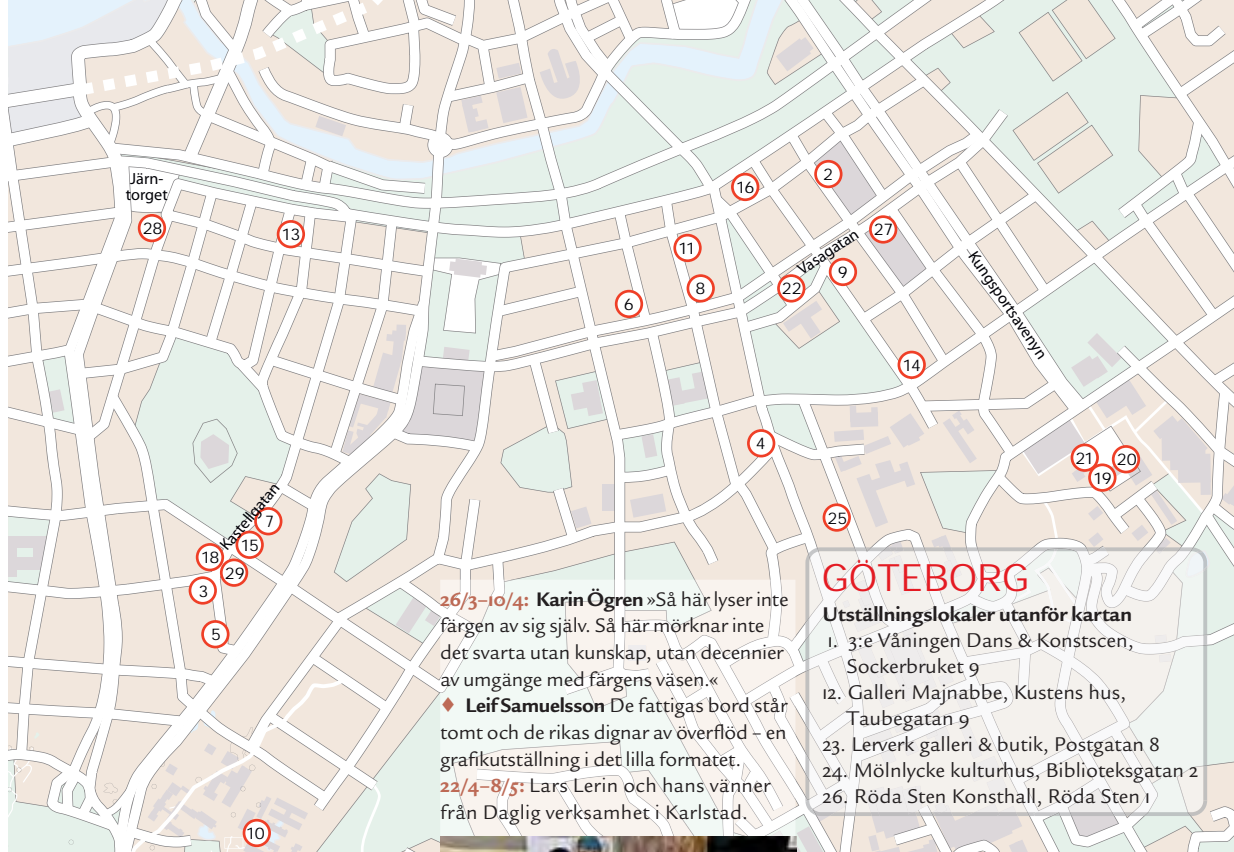 Järn-
torget
28
13
16
2
27
11
Vasagatan
9
8
22
6
Kungsportsavenyn
14
4
21
20
19
25
Kastellgatan
7
15
18
29
3
5
10
26/3–10/4: Karin Ögren »Så här lyser inte
färgen av sig själv. Så här mörknar inte
det svarta utan kunskap, utan decennier
av umgänge med färgens väsen.«
♦ Leif Samuelsson De fattigas bord står
tomt och de rikas dignar av överflöd – en
grafikutställning i det lilla formatet.
22/4–8/5: Lars Lerin och hans vänner
från Daglig verksamhet i Karlstad.
GÖTEBORG
Utställningslokaler utanför kartan
1. 3:e Våningen Dans & Konstscen,
Sockerbruket 9
12. Galleri Majnabbe, Kustens hus,
Taubegatan 9
23. Lerverk galleri & butik, Postgatan 8
24. Mölnlycke kulturhus, Biblioteksgatan 2
26. Röda Sten Konsthall, Röda Sten 1